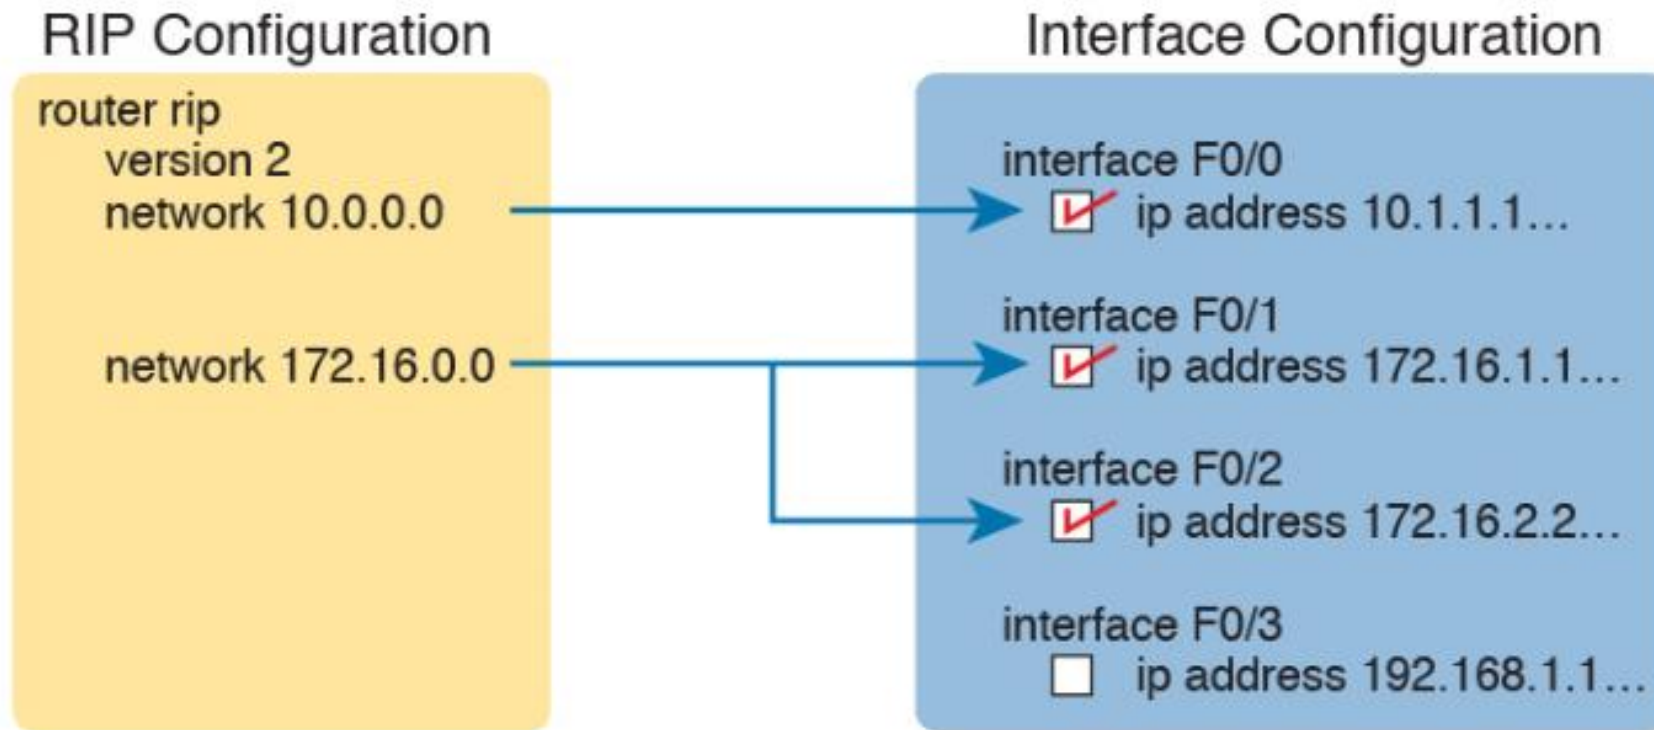 RIP Configuration
router rip
version 2
network 10.0.0.0
network 172.16.0.0
Interface Configuration
interface F0/0
ip address 10.1.1.1...
interface F0/1
ip address 172.16.1.1...
interface F0/2
ip address 172.16.2.2...
interface F0/3
ip address 192.168.1.1...